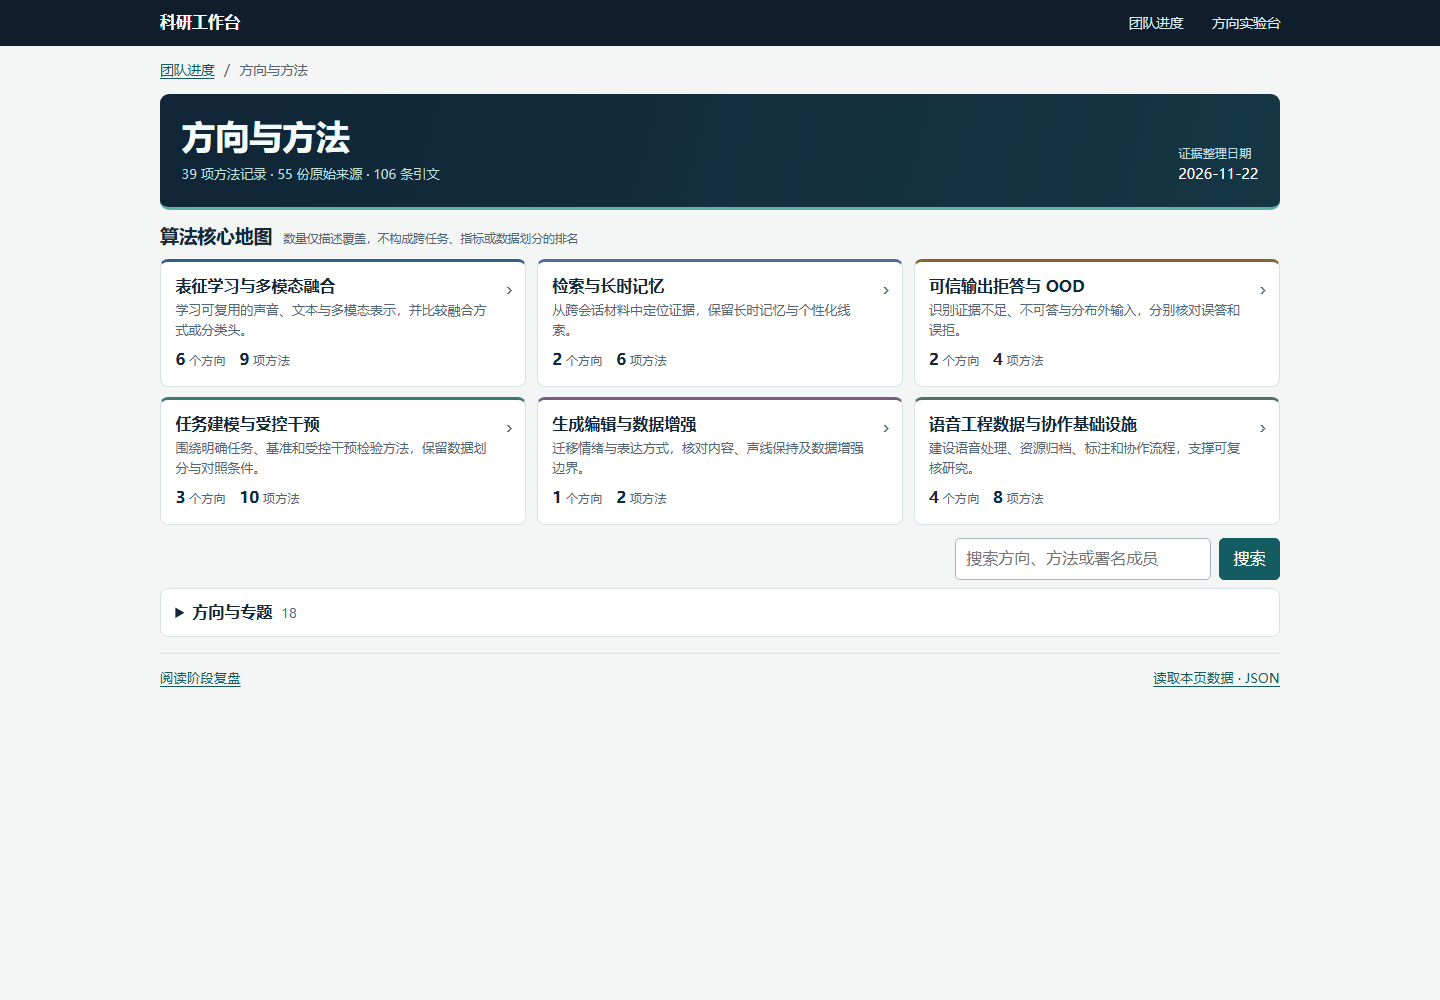 科研工作台
团队进度 方向实验台
团队进度 / 方向与方法
方向与方法
39 项方法记录 · 55 份原始来源 · 106 条引文
证据整理日期
2026-11-22
算法核心地图 数量仅描述覆盖，不构成跨任务、指标或数据划分的排名
表征学习与多模态融合 ›
学习可复用的声音、文本与多模态表示，并比较融合方
式或分类头。
6 个方向 9 项方法
检索与长时记忆 ›
从跨会话材料中定位证据，保留长时记忆与个性化线
索。
2 个方向 6 项方法
可信输出拒答与 OOD ›
识别证据不足、不可答与分布外输入，分别核对误答和
误拒。
2 个方向 4 项方法
任务建模与受控干预 ›
围绕明确任务、基准和受控干预检验方法，保留数据划
分与对照条件。
3 个方向 10 项方法
生成编辑与数据增强 ›
迁移情绪与表达方式，核对内容、声线保持及数据增强
边界。
1 个方向 2 项方法
语音工程数据与协作基础设施 ›
建设语音处理、资源归档、标注和协作流程，支撑可复
核研究。
4 个方向 8 项方法
搜索方向、方法或署名成员 搜索
▶ 方向与专题 18
阅读阶段复盘 读取本页数据 · JSON